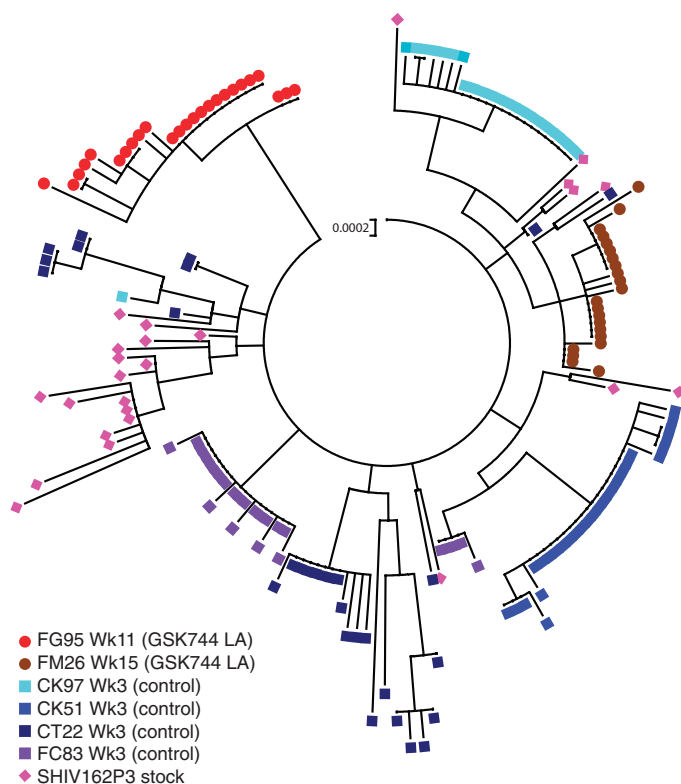 0.0002
FG95 Wk11 (GSK744 LA)
FM26 Wk15 (GSK744 LA)
CK97 Wk3 (control)
CK51 Wk3 (control)
CT22 Wk3 (control)
FC83 Wk3 (control)
SHIV162P3 stock